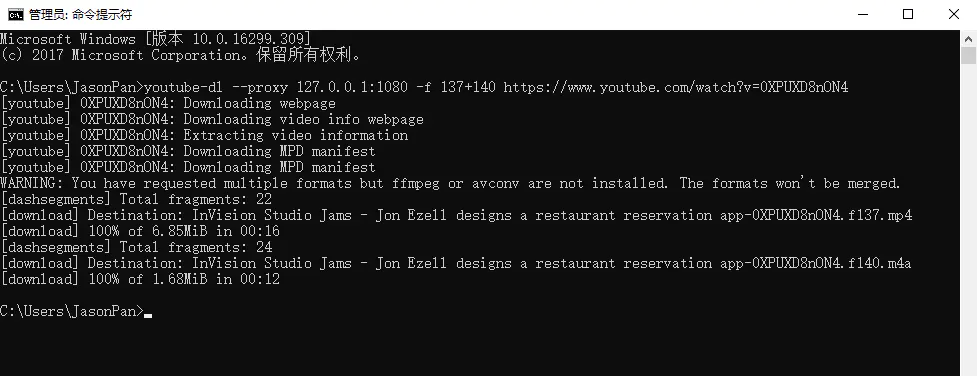 管理员: 命令提示符
Microsoft Windows [版本 10.0.16299.309]
(c) 2017 Microsoft Corporation。保留所有权利。
C:\Users\JasonPan>youtube-dl --proxy 127.0.0.1:1080 -f 137+140 https://www.youtube.com/watch?v=0XPUXD8nON4
[youtube] 0XPUXD8nON4: Downloading webpage
[youtube] 0XPUXD8nON4: Downloading video info webpage
[youtube] 0XPUXD8nON4: Extracting video information
[youtube] 0XPUXD8nON4: Downloading MPD manifest
[youtube] 0XPUXD8nON4: Downloading MPD manifest
WARNING: You have requested multiple formats but ffmpeg or avconv are not installed. The formats won't be merged.
[dashsegments] Total fragments: 22
[download] Destination: InVision Studio Jams - Jon Ezell designs a restaurant reservation app-0XPUXD8nON4.f137.mp4
[download] 100% of 6.85MiB in 00:16
[dashsegments] Total fragments: 24
[download] Destination: InVision Studio Jams - Jon Ezell designs a restaurant reservation app-0XPUXD8nON4.f140.m4a
[download] 100% of 1.68MiB in 00:12
C:\Users\JasonPan>